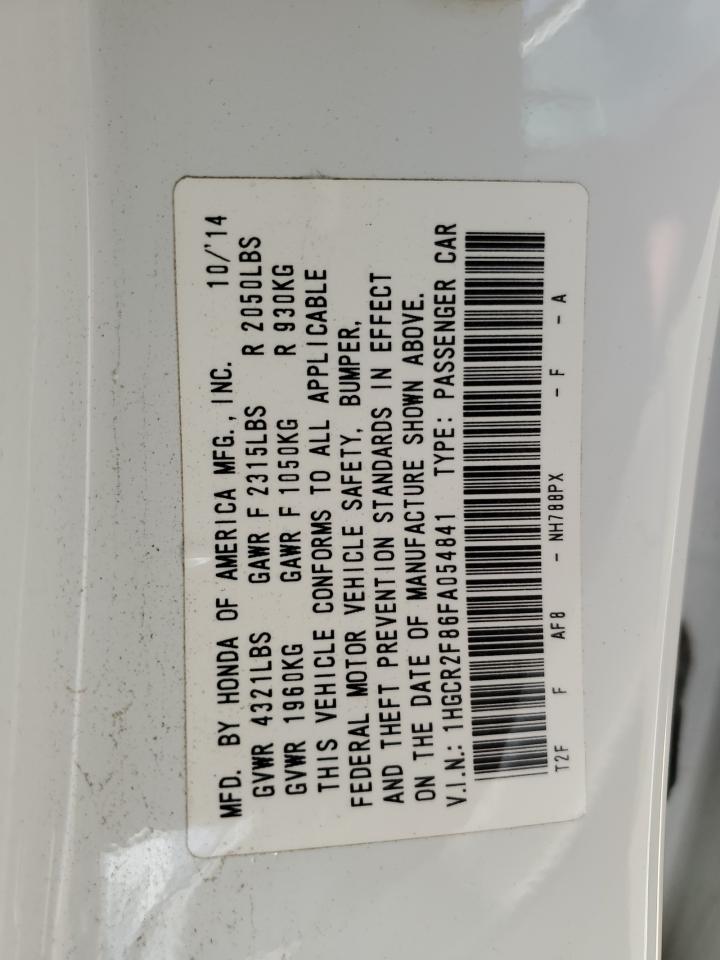 MFD. BY HONDA OF AMERICA MFG., INC. 10/'14
GVWR 4321LBS GAWR F 2315LBS R 2050LBS
GVWR 1960KG GAWR F 1050KG R 930KG
THIS VEHICLE CONFORMS TO ALL APPLICABLE
FEDERAL MOTOR VEHICLE SAFETY, BUMPER,
AND THEFT PREVENTION STANDARDS IN EFFECT
ON THE DATE OF MANUFACTURE SHOWN ABOVE.
V.I.N.: 1HGCR2F86FA054841 TYPE: PASSENGER CAR
T2F F AF8 - NH788PX - F - A